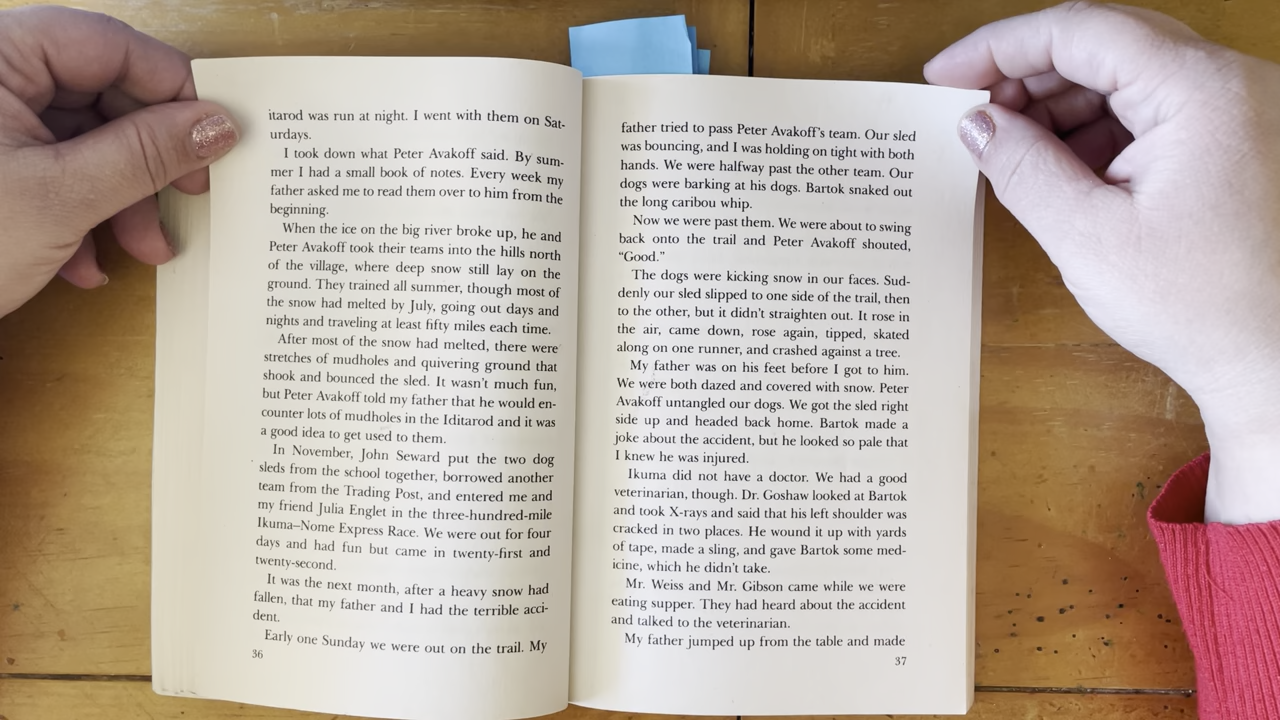 itarod was run at night. I went with them on Sat-
urdays.
I took down what Peter Avakoff said. By sum-
mer I had a small book of notes. Every week my
father asked me to read them over to him from the
beginning.
When the ice on the big river broke up, he and
Peter Avakoff took their teams into the hills north
of the village, where deep snow still lay on the
ground. They trained all summer, though most of
the snow had melted by July, going out days and
nights and traveling at least fifty miles each time.
After most of the snow had melted, there were
stretches of mudholes and quivering ground that
shook and bounced the sled. It wasn't much fun,
but Peter Avakoff told my father that he would en-
counter lots of mudholes in the Iditarod and it was
a good idea to get used to them.
In November, John Seward put the two dog
sleds from the school together, borrowed another
team from the Trading Post, and entered me and
my friend Julia Englet in the three-hundred-mile
Ikuma–Nome Express Race. We were out for four
days and had fun but came in twenty-first and
twenty-second.
It was the next month, after a heavy snow had
fallen, that my father and I had the terrible acci-
dent.
Early one Sunday we were out on the trail. My
36
father tried to pass Peter Avakoff's team. Our sled
was bouncing, and I was holding on tight with both
hands. We were halfway past the other team. Our
dogs were barking at his dogs. Bartok snaked out
the long caribou whip.
Now we were past them. We were about to swing
back onto the trail and Peter Avakoff shouted,
“Good.”
The dogs were kicking snow in our faces. Sud-
denly our sled slipped to one side of the trail, then
to the other, but it didn't straighten out. It rose in
the air, came down, rose again, tipped, skated
along on one runner, and crashed against a tree.
My father was on his feet before I got to him.
We were both dazed and covered with snow. Peter
Avakoff untangled our dogs. We got the sled right
side up and headed back home. Bartok made a
joke about the accident, but he looked so pale that
I knew he was injured.
Ikuma did not have a doctor. We had a good
veterinarian, though. Dr. Goshaw looked at Bartok
and took X-rays and said that his left shoulder was
cracked in two places. He wound it up with yards
of tape, made a sling, and gave Bartok some med-
icine, which he didn't take.
Mr. Weiss and Mr. Gibson came while we were
eating supper. They had heard about the accident
and talked to the veterinarian.
My father jumped up from the table and made
37